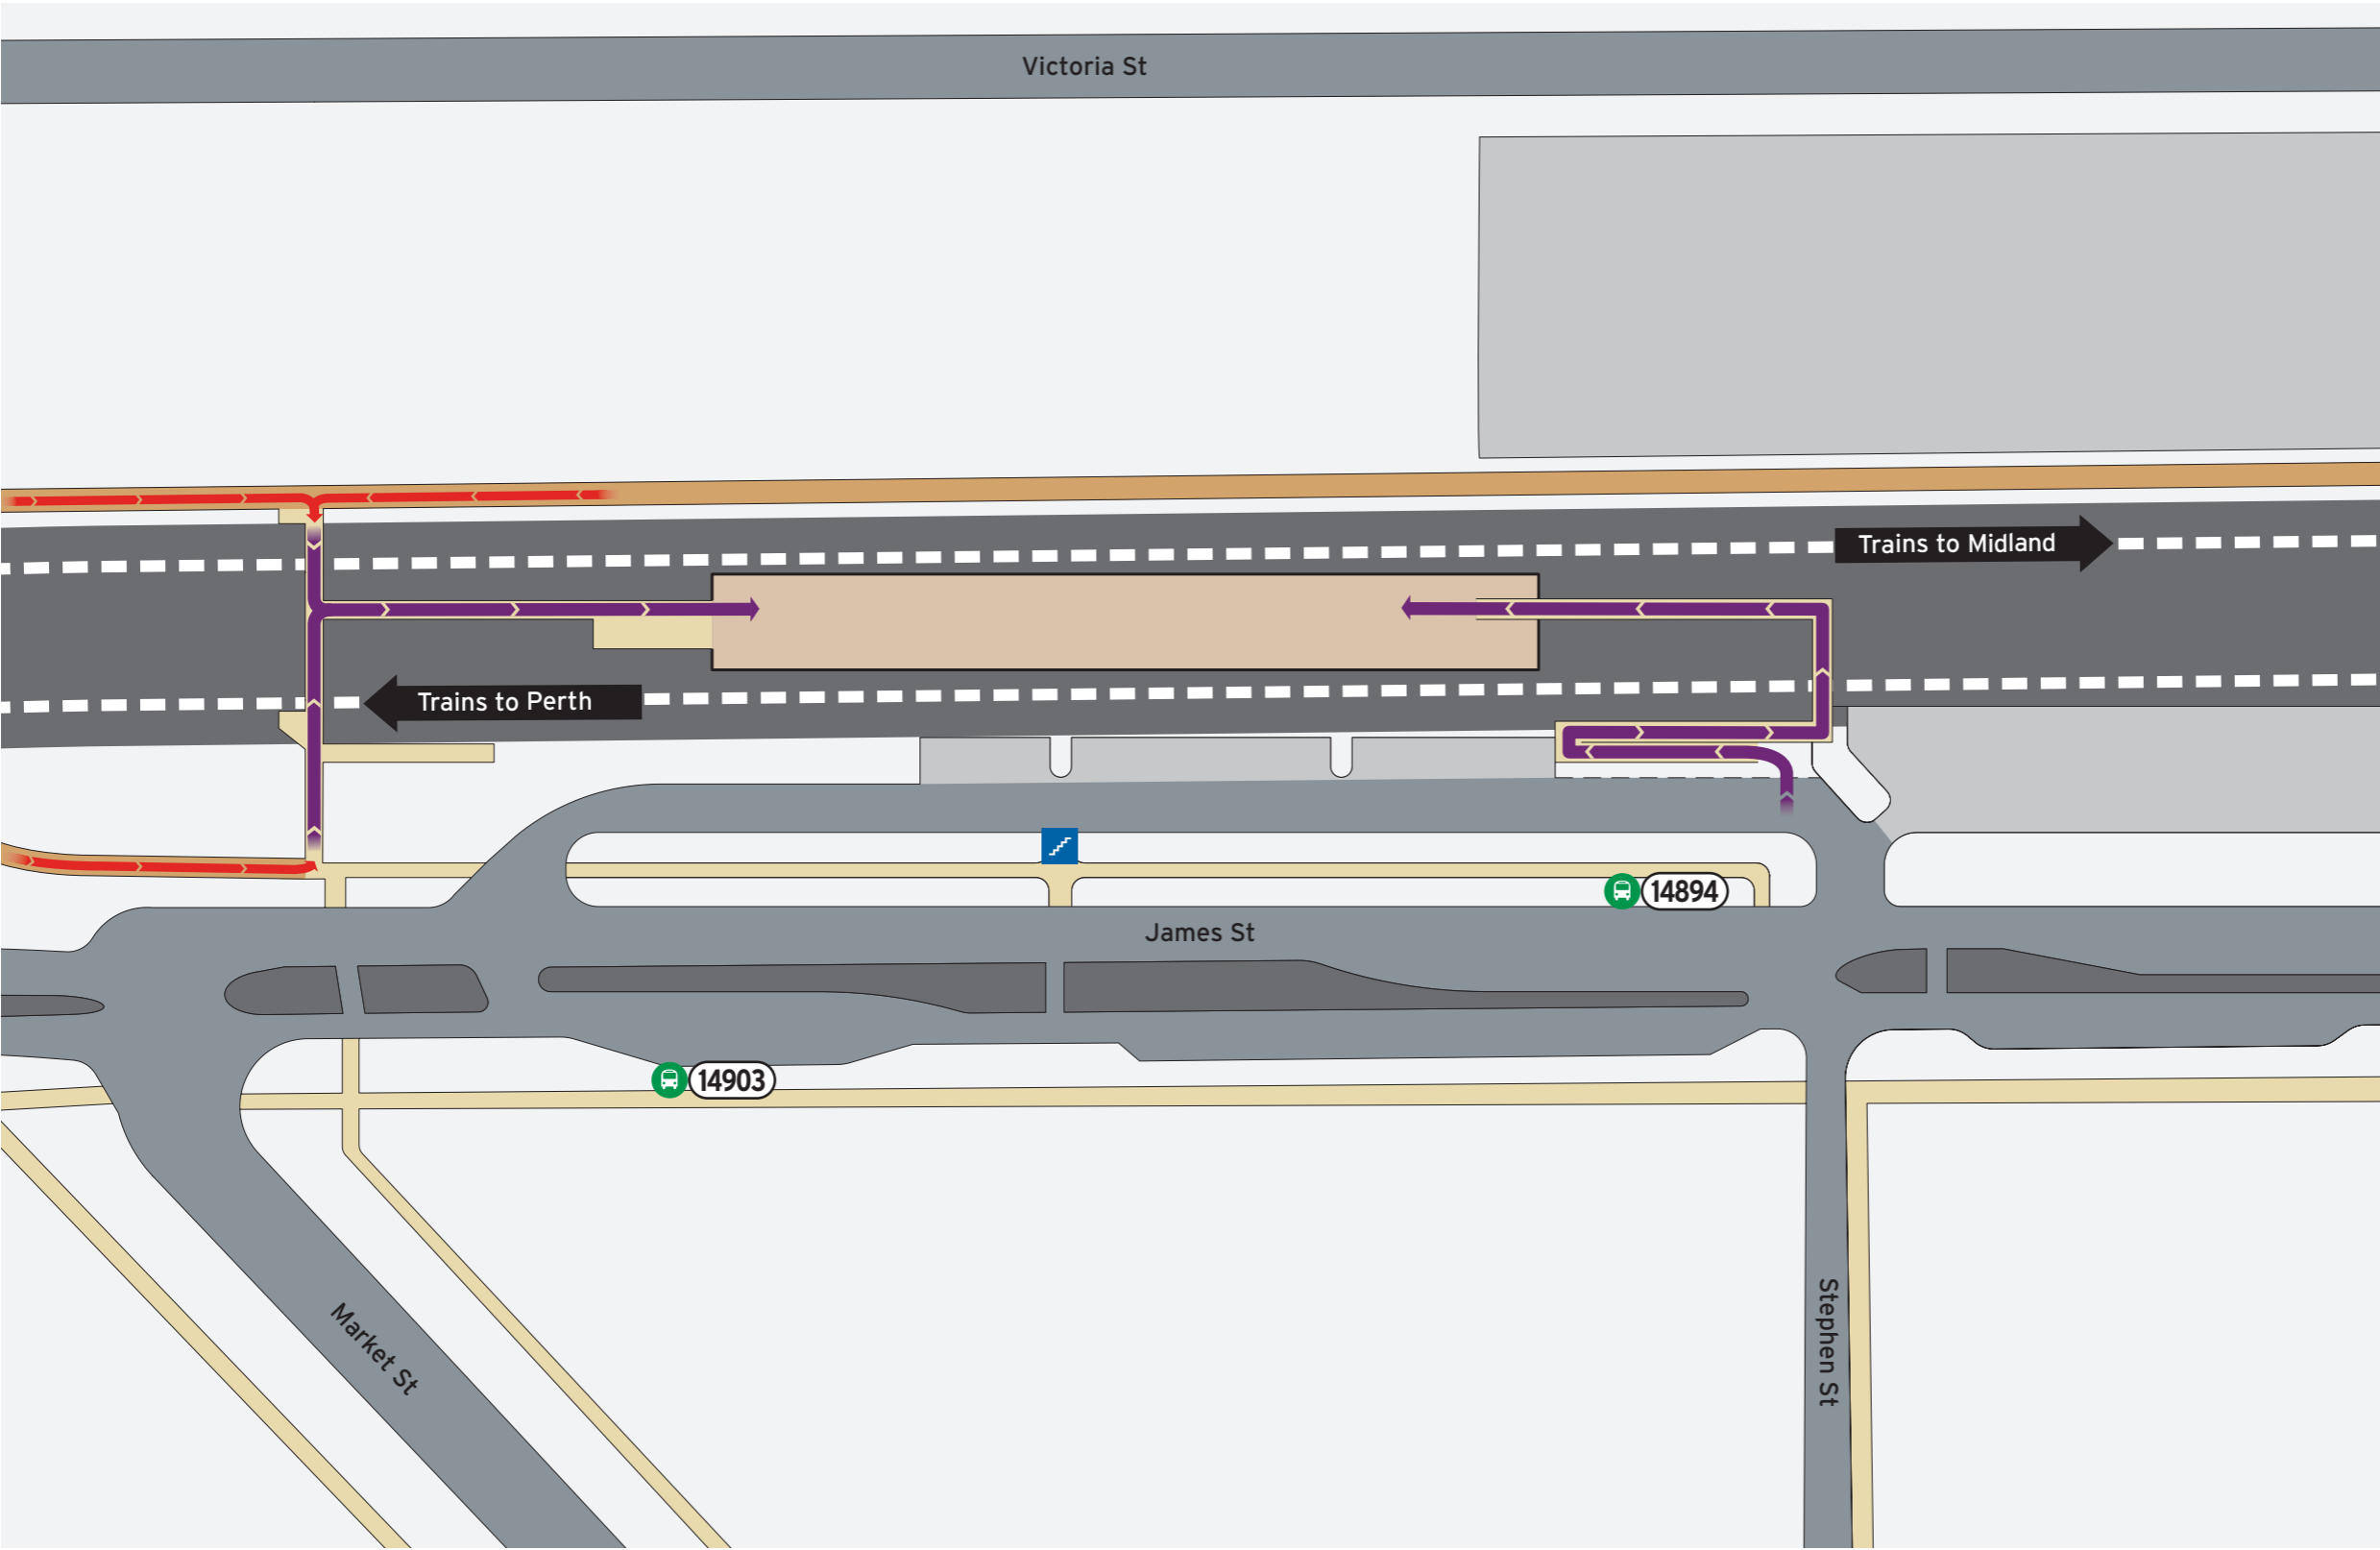 Victoria St
Trains to Midland
Trains to Perth
14894
James St
14903
Market St
Stephen St